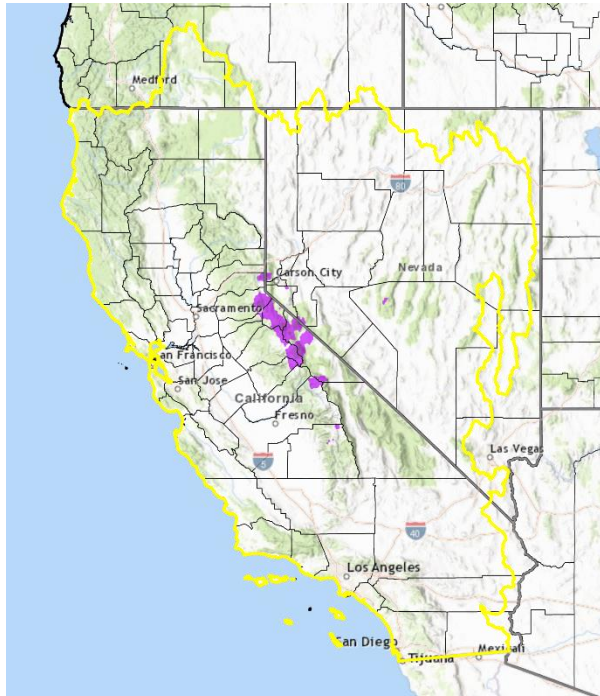 Medford
80
Carson City
Nevada
Sacramento
an Francisco
San Jose
California
Fresno
5
Las Vegas
40
Los Angeles
San Diego
Tijuana
Mexicali